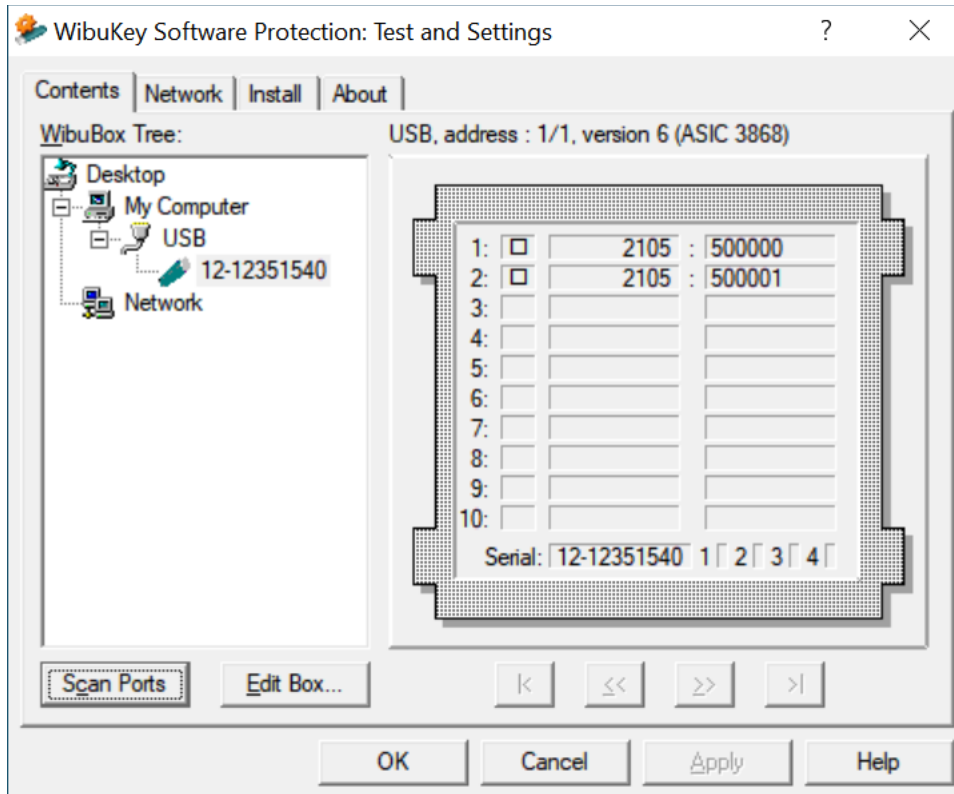 WibuKey Software Protection: Test and Settings ?
Contents Network Install About
WibuBox Tree: USB, address : 1/1, version 6 (ASIC 3868)
Desktop
My Computer
USB
12-12351540
Network
1: 2105 : 500000
2: 2105 : 500001
3:
4:
5:
6:
7:
8:
9:
10:
Serial: 12-12351540 1 2 3 4
Scan Ports Edit Box... |< << >> >|
OK Cancel Apply Help